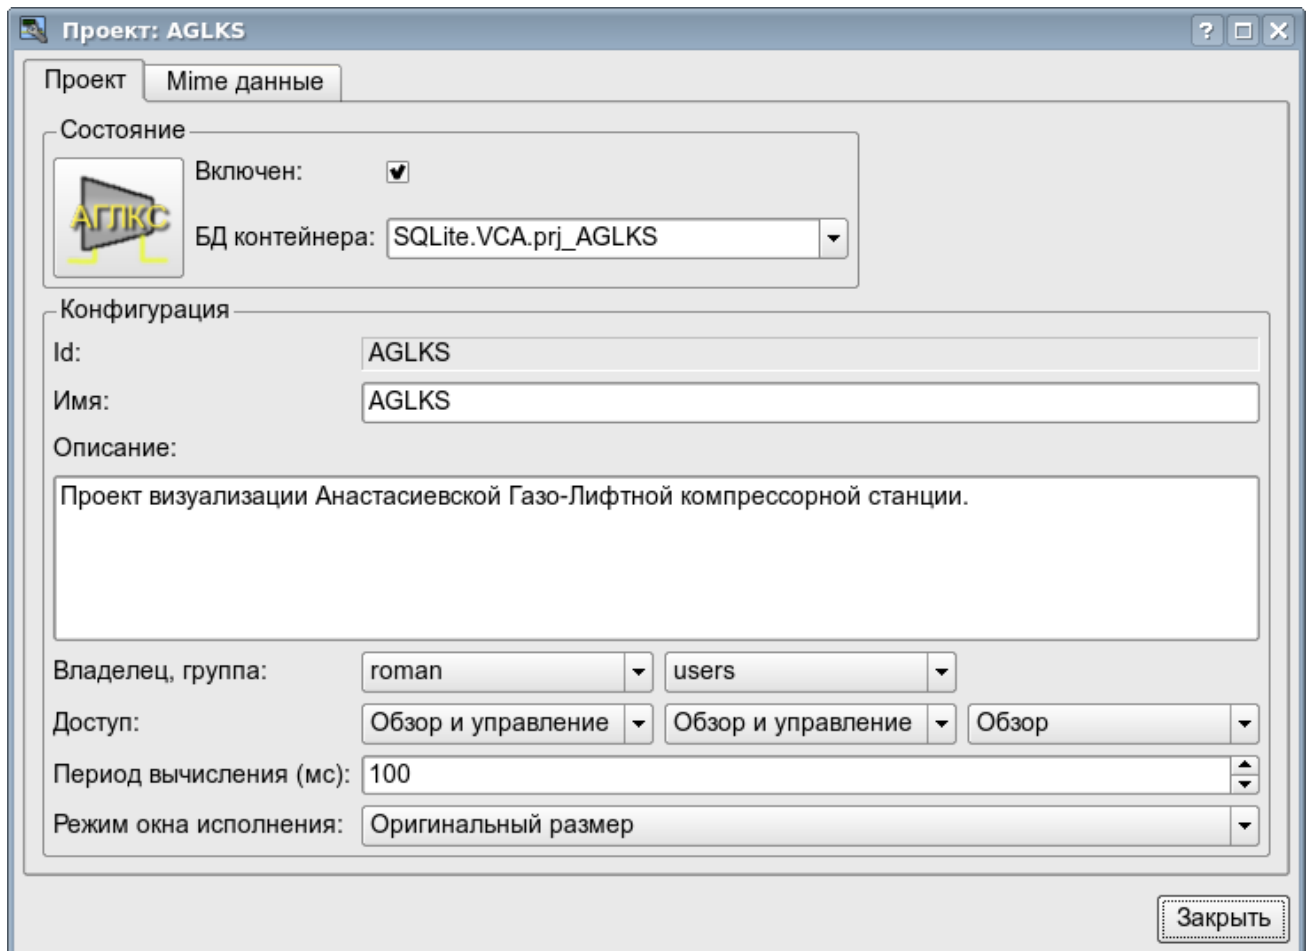 Проект: AGLKS
Проект Mime данные
Состояние
АГЛКС
Включен:
БД контейнера: SQLite.VCA.prj_AGLKS
Конфигурация
Id: AGLKS
Имя: AGLKS
Описание:
Проект визуализации Анастасиевской Газо-Лифтной компрессорной станции.
Владелец, группа: roman users
Доступ: Обзор и управление Обзор и управление Обзор
Период вычисления (мс): 100
Режим окна исполнения: Оригинальный размер
Закрыть